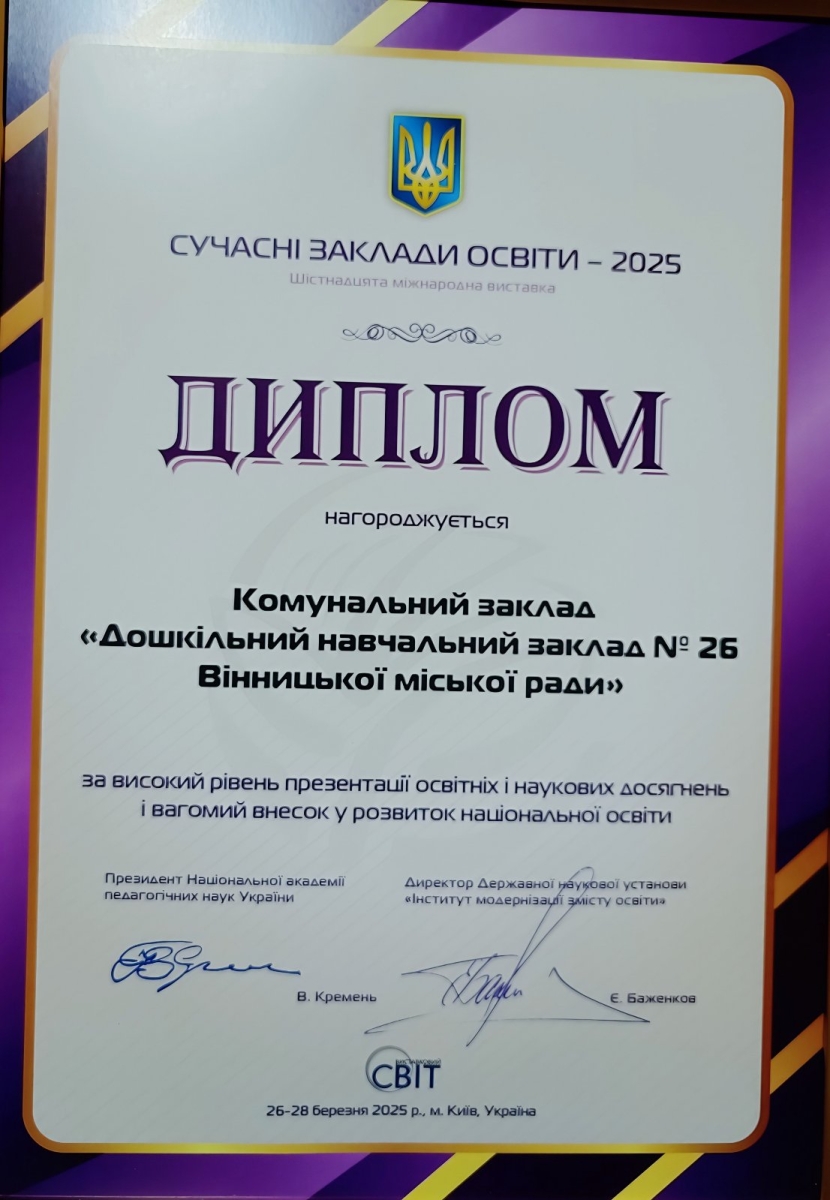 СУЧАСНІ ЗАКЛАДИ ОСВІТИ – 2025
Шістнадцята міжнародна виставка
ДИПЛОМ
нагороджується
Комунальний заклад
«Дошкільний навчальний заклад № 26
Вінницької міської ради»
за високий рівень презентації освітніх і наукових досягнень
і вагомий внесок у розвиток національної освіти
Президент Національної академії
педагогічних наук України
В. Кремень
Директор Державної наукової установи
«Інститут модернізації змісту освіти»
Є. Баженков
ВИСТАВКОВИЙ
СВІТ
26-28 березня 2025 р., м. Київ, Україна